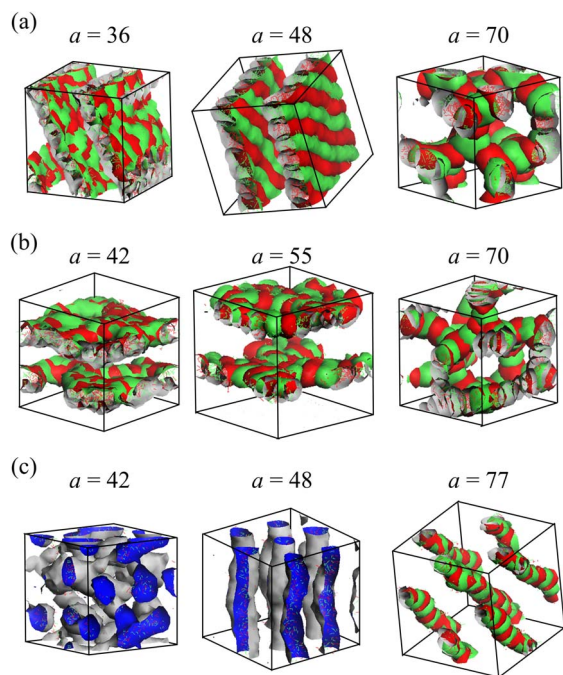 (a)
a = 36 a = 48 a = 70
(b)
a = 42 a = 55 a = 70
(c)
a = 42 a = 48 a = 77